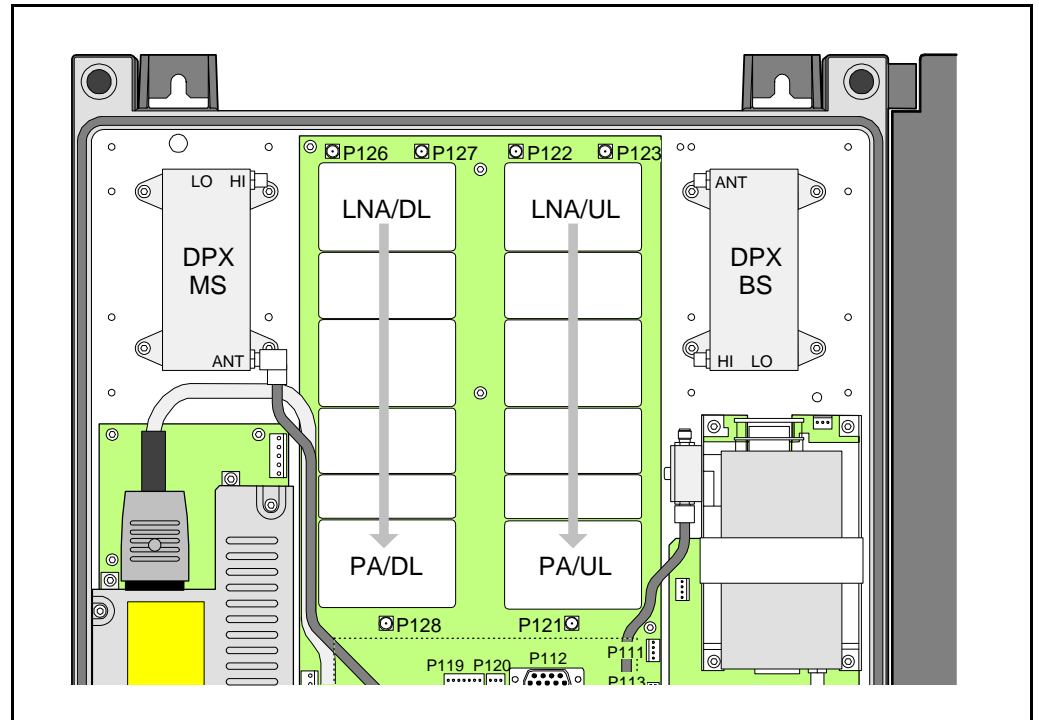 P126 P127 P122 P123
LO HI
ANT
LNA/DL
LNA/UL
DPX
MS
DPX
BS
ANT
HI LO
PA/DL
PA/UL
P128
P121
P111
P119 P120 P112
P113